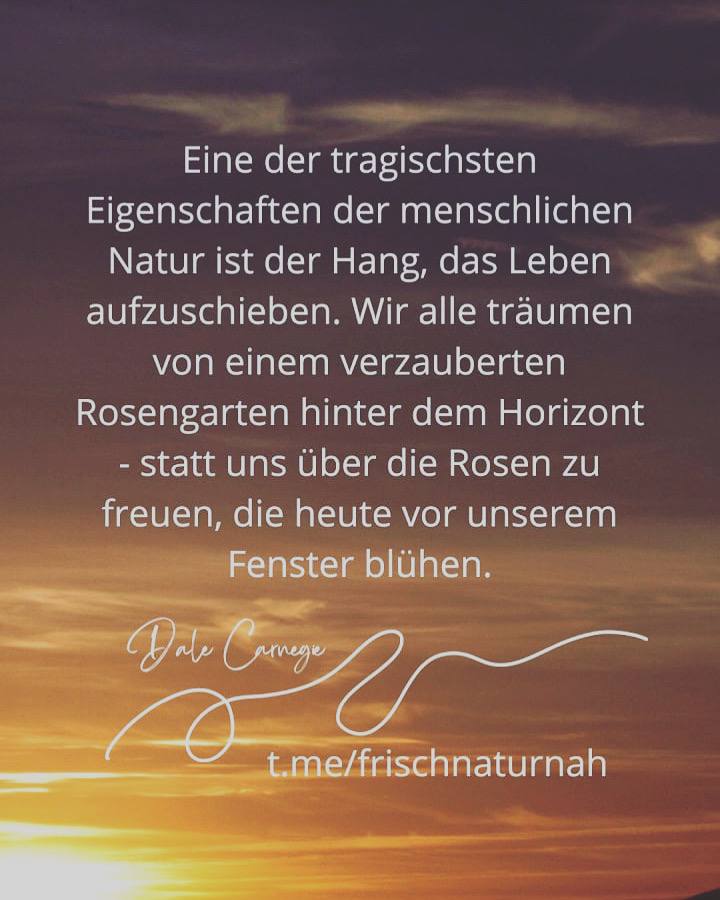 Eine der tragischsten
Eigenschaften der menschlichen
Natur ist der Hang, das Leben
aufzuschieben. Wir alle träumen
von einem verzauberten
Rosengarten hinter dem Horizont
- statt uns über die Rosen zu
freuen, die heute vor unserem
Fenster blühen.
Dale Carnegie
t.me/frischnaturnah